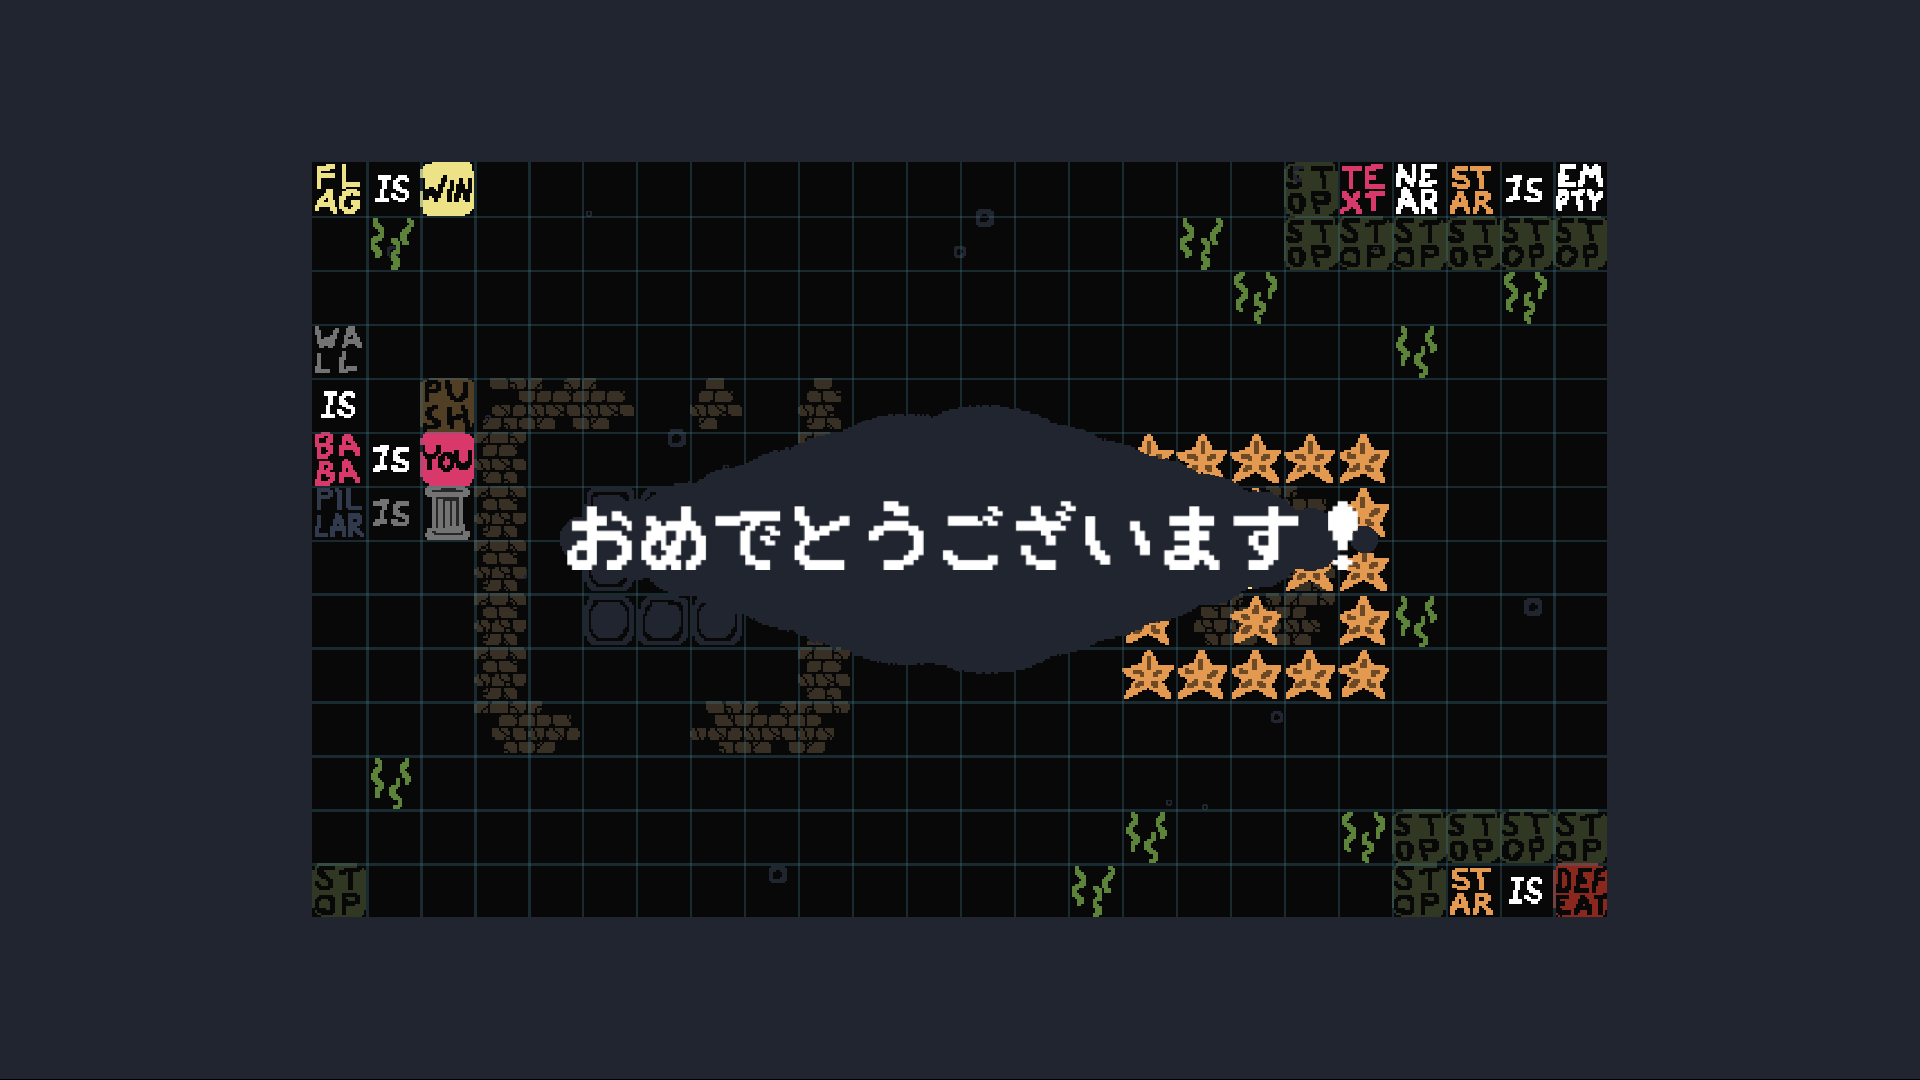 FLAG IS WIN
STOP TEXT NEAR STAR IS EMPTY
STOP STOP STOP STOP STOP STOP
WALL
IS PUSH
BABA IS YOU
PILLAR IS
おめでとうございます!
STOP STOP STOP STOP
STOP STOP STAR IS DEFEAT